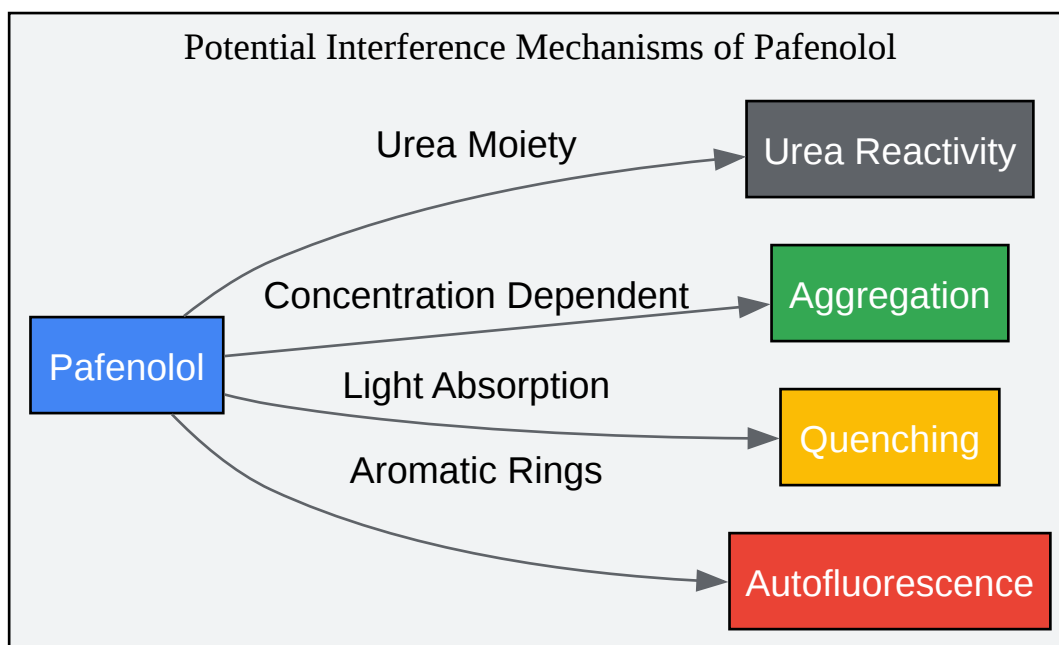 Potential Interference Mechanisms of Pafenolol
Urea Moiety
Urea Reactivity
Concentration Dependent
Aggregation
Pafenolol
Light Absorption
Quenching
Aromatic Rings
Autofluorescence